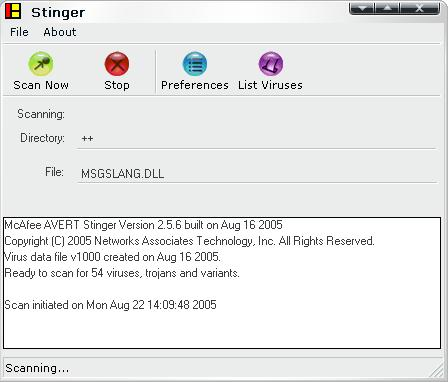 Stinger
File About
Scan Now Stop Preferences List Viruses
Scanning:
Directory: ++
File: MSGSLANG.DLL
McAfee AVERT Stinger Version 2.5.6 built on Aug 16 2005
Copyright (C) 2005 Networks Associates Technology, Inc. All Rights Reserved.
Virus data file v1000 created on Aug 16 2005.
Ready to scan for 54 viruses, trojans and variants.
Scan initiated on Mon Aug 22 14:09:48 2005
Scanning...